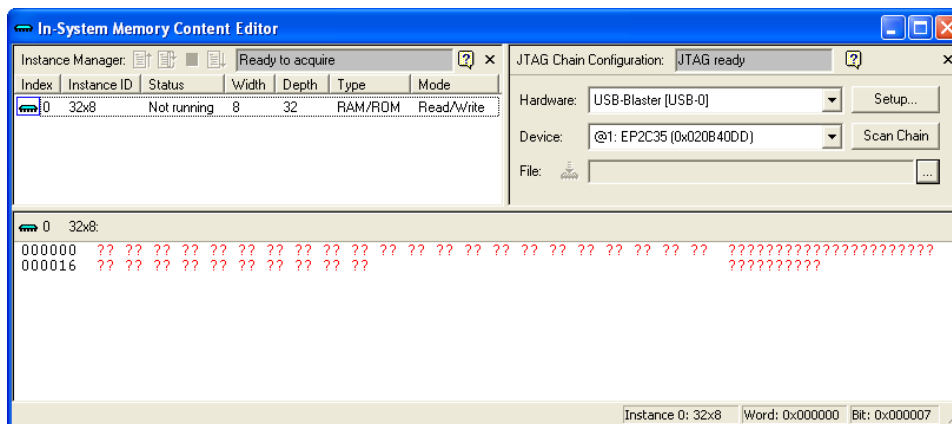 In-System Memory Content Editor
Instance Manager: Ready to acquire
Index Instance ID Status Width Depth Type Mode
0 32x8 Not running 8 32 RAM/ROM Read/Write
JTAG Chain Configuration: JTAG ready
Hardware: USB-Blaster [USB-0] Setup...
Device: @1: EP2C35 (0x020B40DD) Scan Chain
File: ...
0 32x8:
000000 ?? ?? ?? ?? ?? ?? ?? ?? ?? ?? ?? ?? ?? ?? ?? ?? ?? ?? ?? ?? ?? ?? ??????????????????????
000016 ?? ?? ?? ?? ?? ?? ?? ?? ?? ?? ??????????
Instance 0: 32x8 Word: 0x000000 Bit: 0x000007